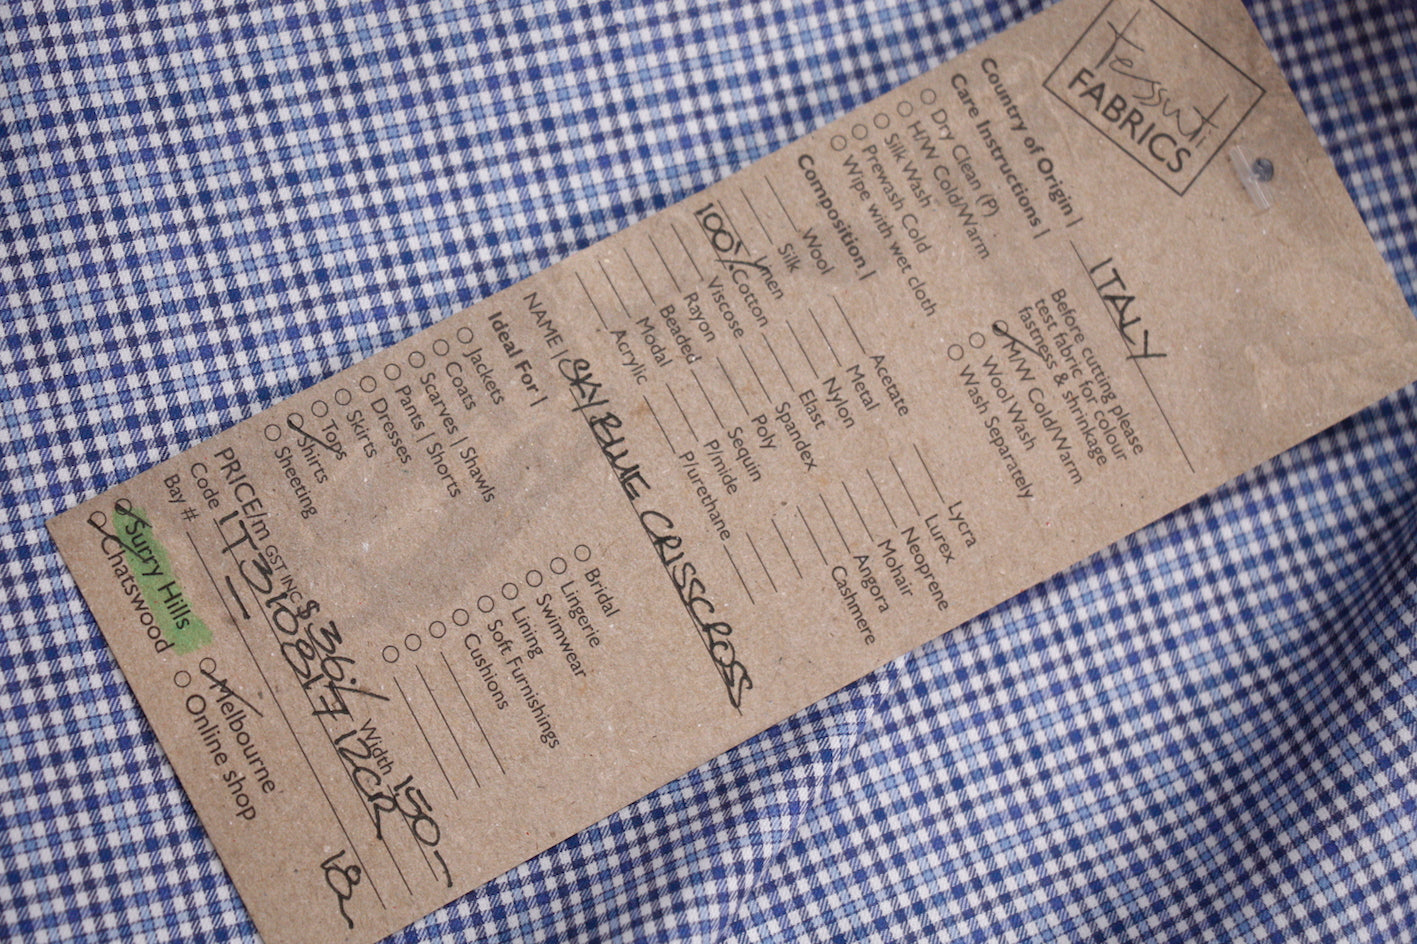 tessuti
FABRICS
Country of Origin | ITALY
Care Instructions |
Dry Clean (P)
H/W Cold/Warm
Silk Wash
Prewash Cold
Wipe with wet cloth
Before cutting please
test fabric for colour
fastness & shrinkage
M/W Cold/Warm
Wool Wash
Wash Separately
Composition |
Wool
Silk
Linen
100% Cotton
Viscose
Rayon
Beaded
Modal
Acrylic
Acetate
Metal
Nylon
Elast
Spandex
Poly
Sequin
P/mide
P/urethane
Lycra
Lurex
Neoprene
Mohair
Angora
Cashmere
NAME | SKY BLUE CRISSCROSS
Ideal For |
Jackets
Coats
Scarves | Shawls
Pants | Shorts
Dresses
Skirts
Tops
Shirts
Sheeting
Bridal
Lingerie
Swimwear
Lining
Soft Furnishings
Cushions
PRICE/m GST INC $36/ Width 150-
Code IT310817 12CR
Bay #
Surry Hills
Chatswood
Melbourne
Online shop